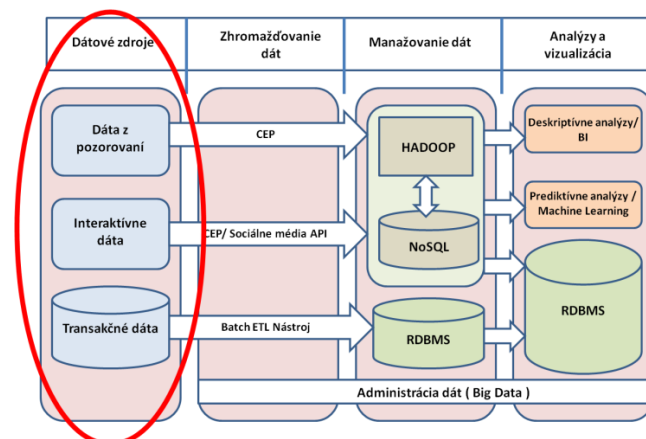 Dátové zdroje
Zhromažďovanie
dát
Manažovanie dát
Analýzy a
vizualizácia
Dáta z
pozorovaní
CEP
HADOOP
Deskriptívne analýzy/
BI
Interaktívne
dáta
CEP/ Sociálne média API
NoSQL
Prediktívne analýzy /
Machine Learning
Transakčné dáta
Batch ETL Nástroj
RDBMS
RDBMS
Administrácia dát ( Big Data )